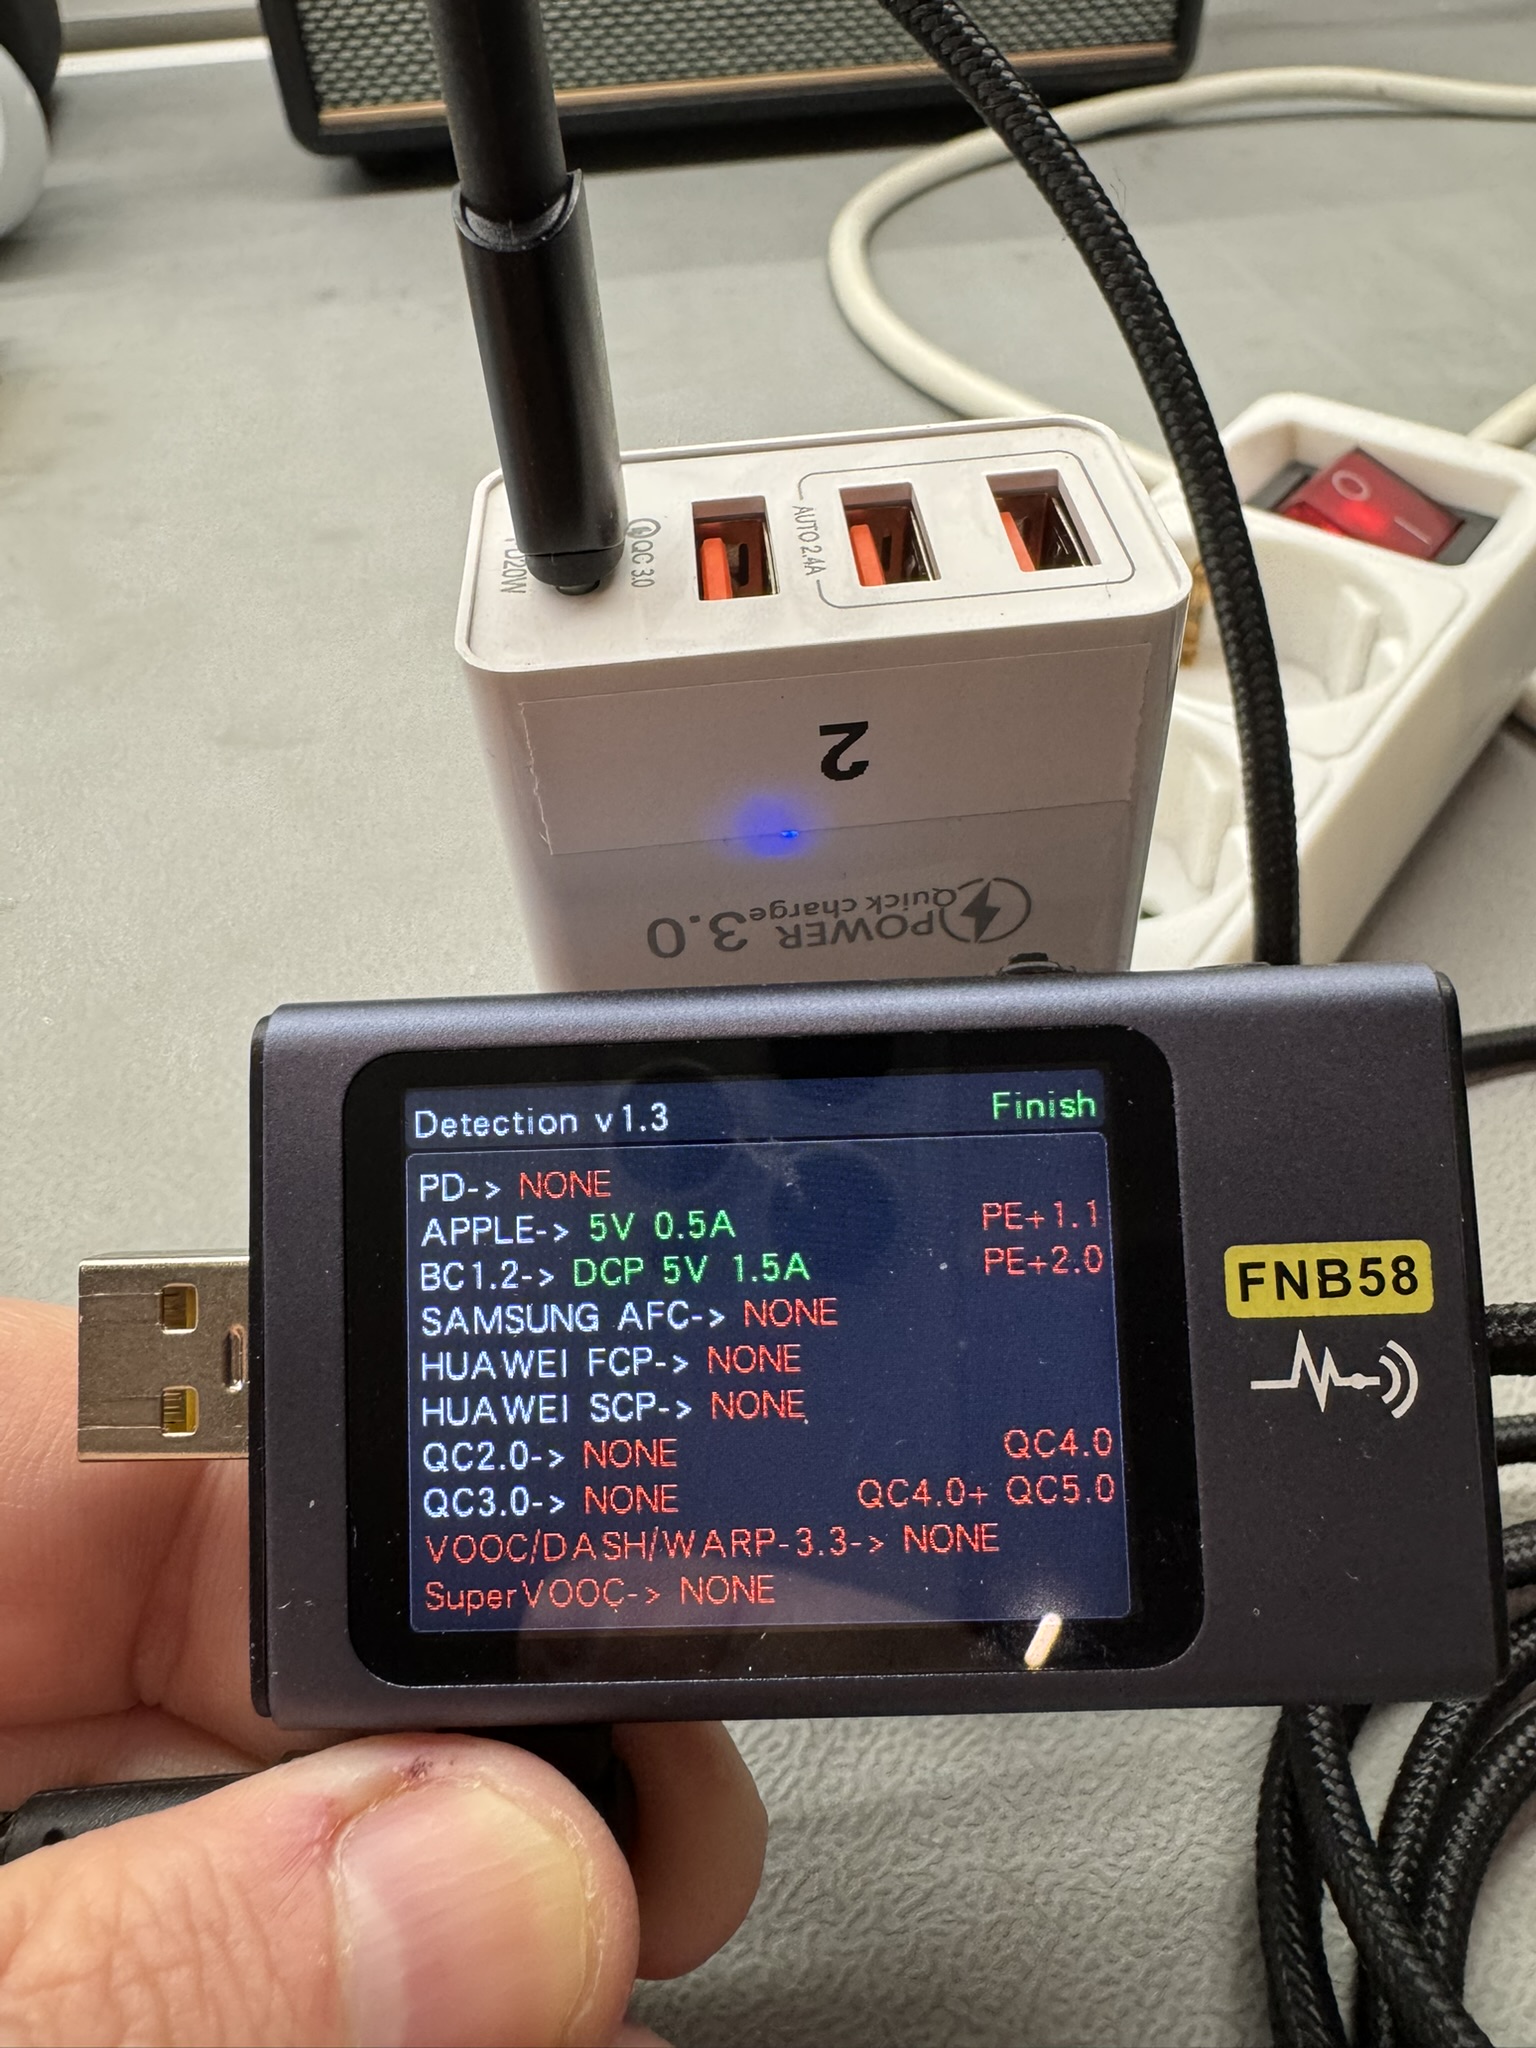 PD20W
QC 3.0
AUTO 2.4A
2
Quick charge
POWER 3.0
Detection v1.3 Finish
PD-> NONE
APPLE-> 5V 0.5A PE+1.1
BC1.2-> DCP 5V 1.5A PE+2.0
SAMSUNG AFC-> NONE
HUAWEI FCP-> NONE
HUAWEI SCP-> NONE
QC2.0-> NONE QC4.0
QC3.0-> NONE QC4.0+ QC5.0
VOOC/DASH/WARP-3.3-> NONE
SuperVOOC-> NONE
FNB58